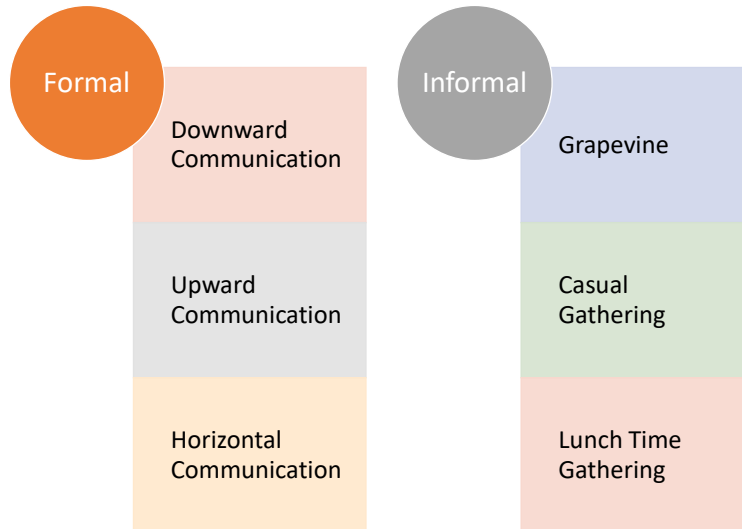 Formal
Downward
Communication
Upward
Communication
Horizontal
Communication
Informal
Grapevine
Casual
Gathering
Lunch Time
Gathering